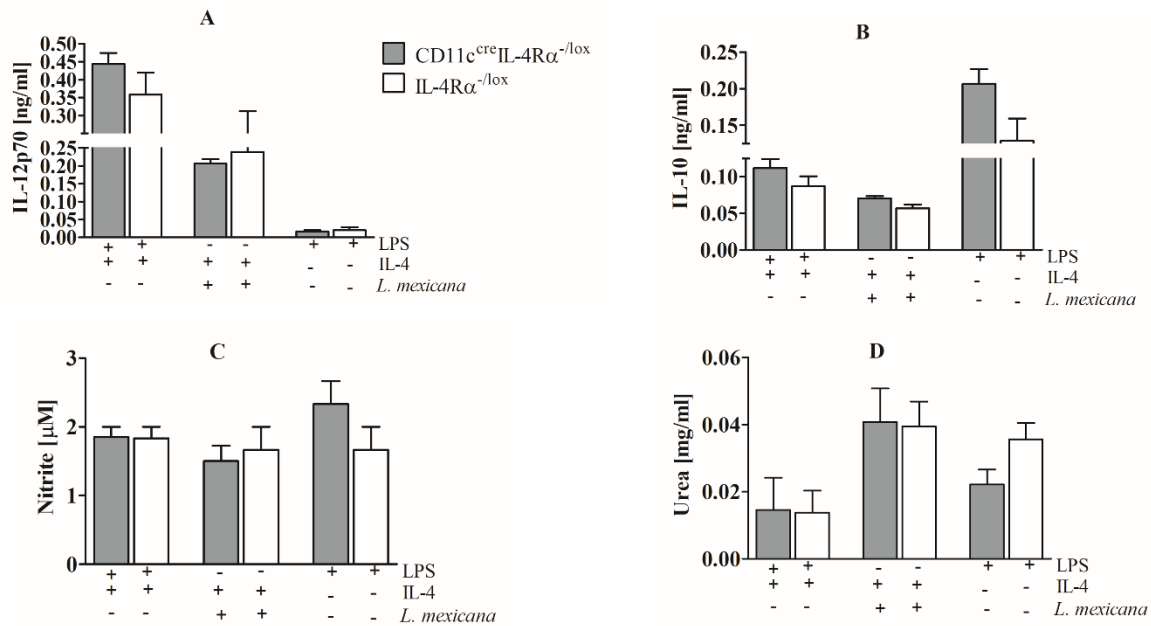 A
IL-12p70 [ng/ml]
0.50
0.45
0.40
0.35
0.30
0.25
0.20
0.15
0.10
0.05
0.00
CD11c^cre IL-4Rα^-/lox
IL-4Rα^-/lox
+ + - - + + LPS
+ + + + - - IL-4
- - + + - - L. mexicana
B
IL-10 [ng/ml]
0.25
0.20
0.15
0.10
0.05
0.00
+ + - - + + LPS
+ + + + - - IL-4
- - + + - - L. mexicana
C
Nitrite [μM]
3
2
1
0
+ + - - + + LPS
+ + + + - - IL-4
- - + + - - L. mexicana
D
Urea [mg/ml]
0.06
0.04
0.02
0.00
+ + - - + + LPS
+ + + + - - IL-4
- - + + - - L. mexicana